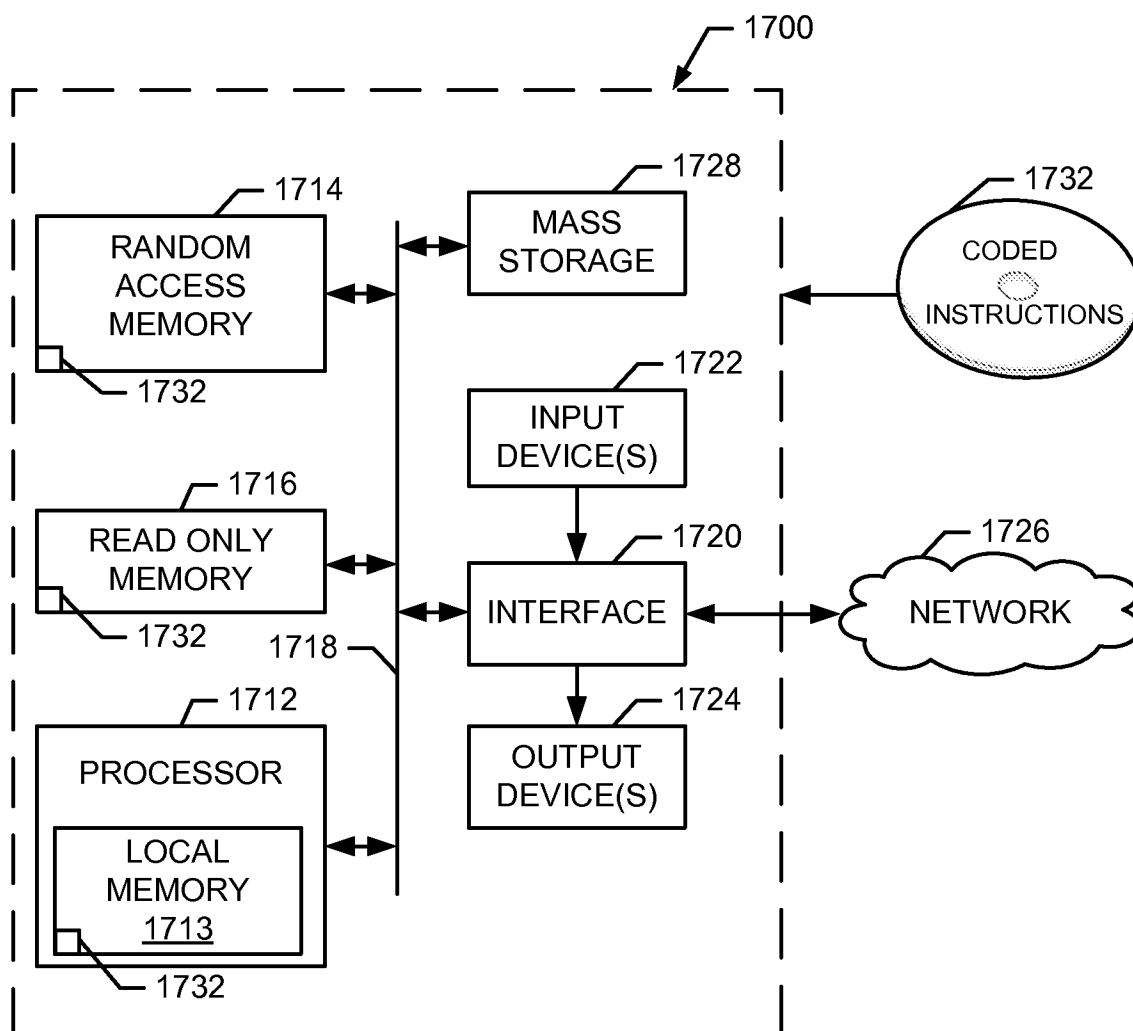 1700
1714
RANDOM
ACCESS
MEMORY
1732
1728
MASS
STORAGE
1732
CODED
INSTRUCTIONS
1722
INPUT
DEVICE(S)
1716
READ ONLY
MEMORY
1732
1720
INTERFACE
1726
NETWORK
1718
1712
PROCESSOR
LOCAL
MEMORY
1713
1732
1724
OUTPUT
DEVICE(S)